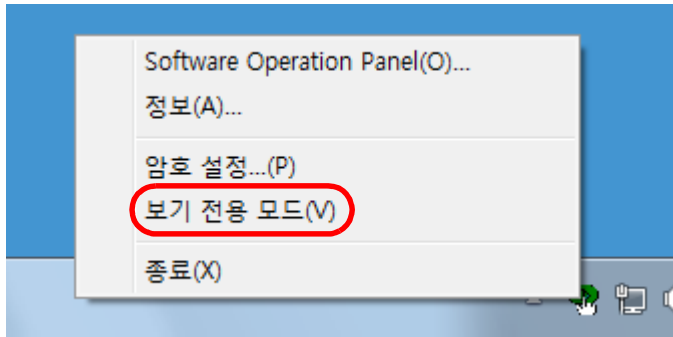 Software Operation Panel(O)...
정보(A)...
암호 설정...(P)
보기 전용 모드(V)
종료(X)